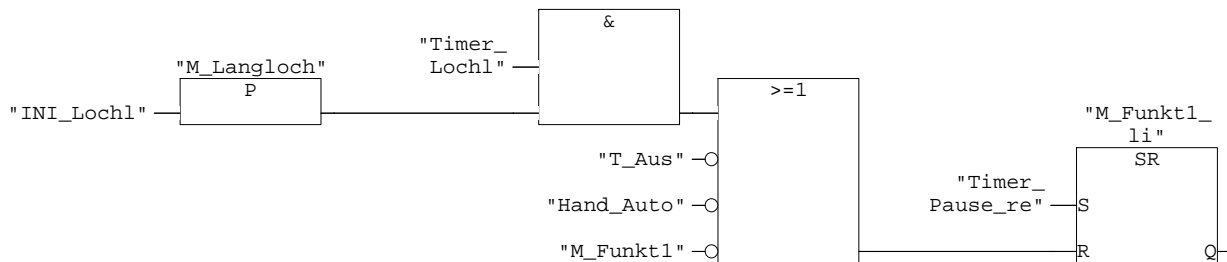 &
"Timer_
Lochl"
"M_Langloch"
P
"INI_Lochl"
>=1
"M_Funkt1_
li"
SR
"T_Aus"
"Timer_
Pause_re"
S
"Hand_Auto"
"M_Funkt1"
R
Q